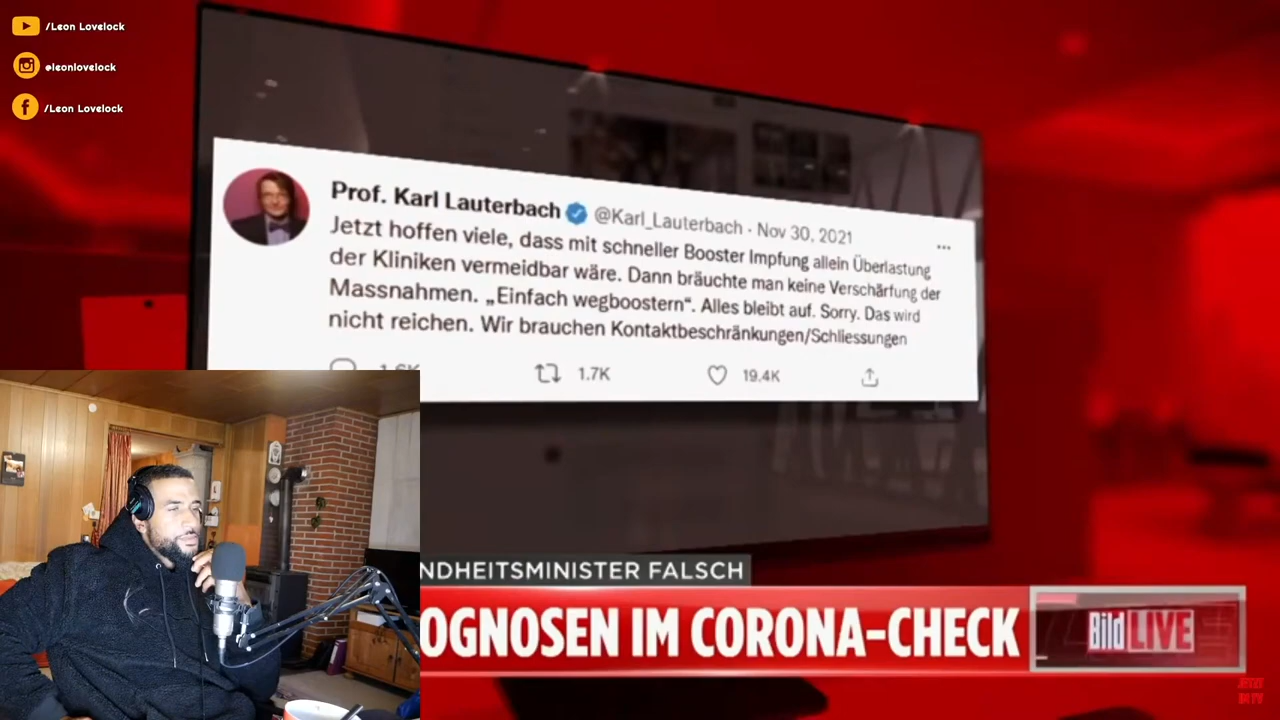 /Leon Lovelock
@leonlovelock
/Leon Lovelock
Prof. Karl Lauterbach @Karl_Lauterbach · Nov 30, 2021
Jetzt hoffen viele, dass mit schneller Booster Impfung allein Überlastung
der Kliniken vermeidbar wäre. Dann bräuchte man keine Verschärfung der
Massnahmen. „Einfach wegboostern“. Alles bleibt auf. Sorry. Das wird
nicht reichen. Wir brauchen Kontaktbeschränkungen/Schliessungen
1.7K 19.4K
NDHEITSMINISTER FALSCH
OGNOSEN IM CORONA-CHECK
Bild LIVE
JETZT
IM TV